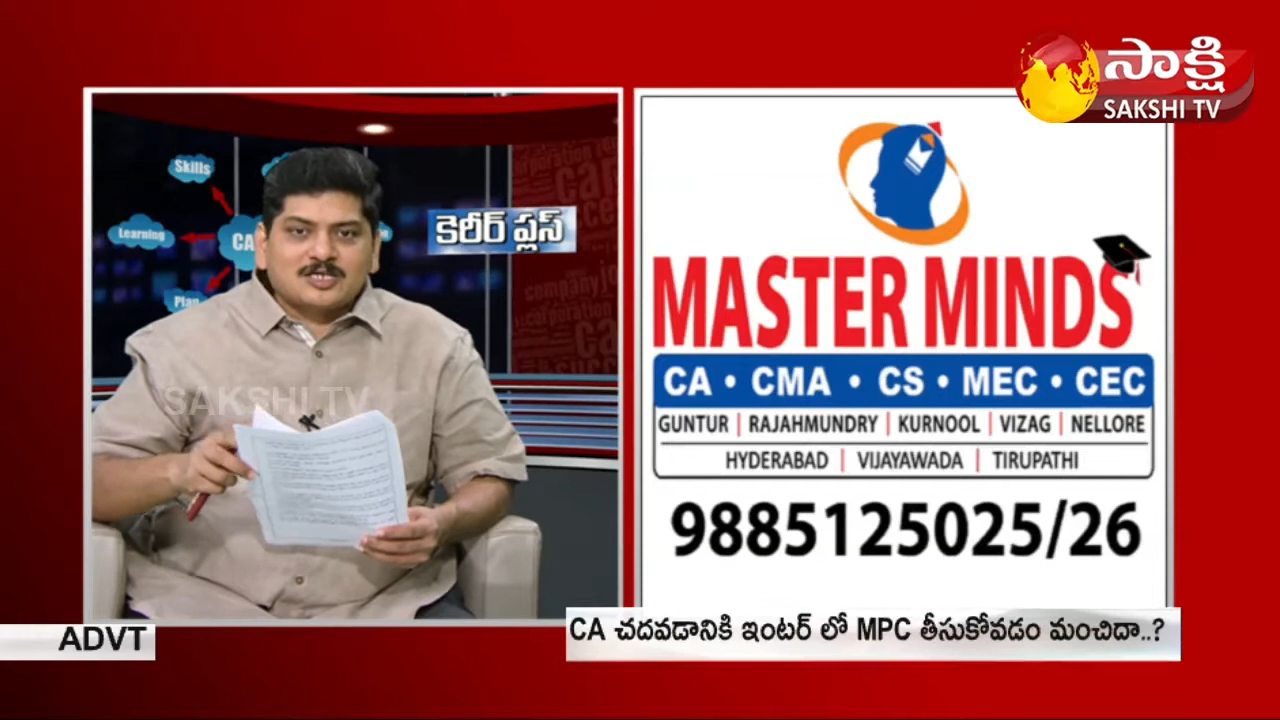 సాక్షి
SAKSHI TV
Skills
Learning
CA
Plan
కెరీర్ ప్లస్
SAKSHI TV
MASTER MINDS
CA • CMA • CS • MEC • CEC
GUNTUR | RAJAHMUNDRY | KURNOOL | VIZAG | NELLORE
HYDERABAD | VIJAYAWADA | TIRUPATHI
9885125025/26
CA చదవడానికి ఇంటర్ లో MPC తీసుకోవడం మంచిదా..?
ADVT